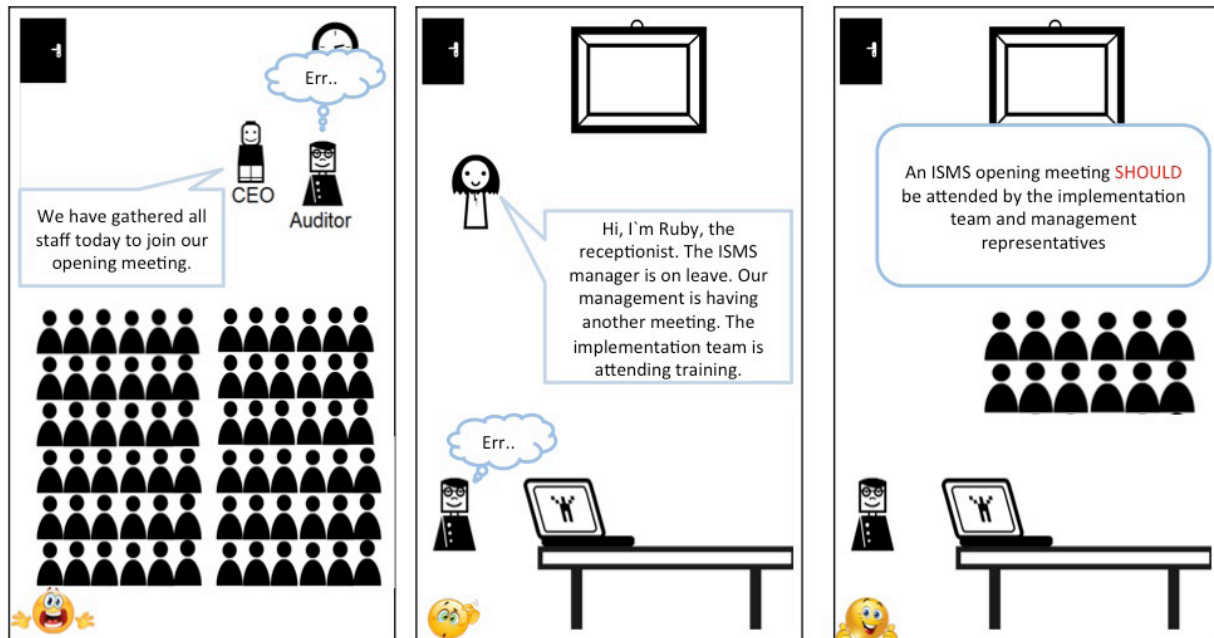 Err..
CEO
Auditor
We have gathered all
staff today to join our
opening meeting.
Hi, I`m Ruby, the
receptionist. The ISMS
manager is on leave. Our
management is having
another meeting. The
implementation team is
attending training.
Err..
An ISMS opening meeting SHOULD
be attended by the implementation
team and management
representatives